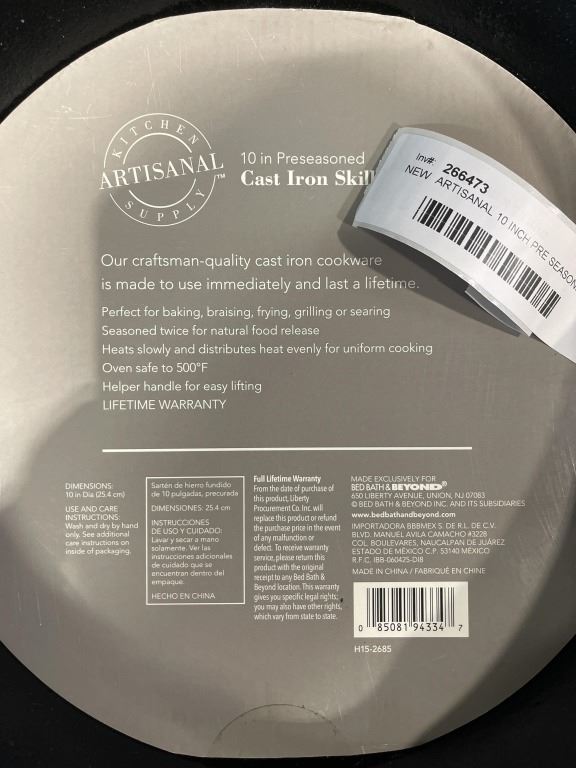 KITCHEN
ARTISANAL™
SUPPLY
10 in Preseasoned
Cast Iron Skil
Inv#: 266473
NEW ARTISANAL 10 INCH PRE SEASON
Our craftsman-quality cast iron cookware
is made to use immediately and last a lifetime.
Perfect for baking, braising, frying, grilling or searing
Seasoned twice for natural food release
Heats slowly and distributes heat evenly for uniform cooking
Oven safe to 500°F
Helper handle for easy lifting
LIFETIME WARRANTY
DIMENSIONS:
10 in Dia (25.4 cm)
USE AND CARE
INSTRUCTIONS:
Wash and dry by hand
only. See additional
care instructions on
inside of packaging.
Sartén de hierro fundido
de 10 pulgadas, precurada
DIMENSIONES: 25.4 cm
INSTRUCCIONES
DE USO Y CUIDADO:
Lavar y secar a mano
solamente. Ver las
instrucciones adicionales
de cuidado que se
encuentran dentro del
empaque.
HECHO EN CHINA
Full Lifetime Warranty
From the date of purchase of
this product, Liberty
Procurement Co. Inc. will
replace this product or refund
the purchase price in the event
of any malfunction or
defect. To receive warranty
service, please return this
product with the original
receipt to any Bed Bath &
Beyond location. This warranty
gives you specific legal rights;
you may also have other rights,
which vary from state to state.
MADE EXCLUSIVELY FOR
BED BATH & BEYOND®
650 LIBERTY AVENUE, UNION, NJ 07083
© BED BATH & BEYOND INC. AND ITS SUBSIDIARIES
www.bedbathandbeyond.com
IMPORTADORA BBBMEX S. DE R.L. DE C.V.
BLVD. MANUEL AVILA CAMACHO #3228
COL. BOULEVARES, NAUCALPAN DE JUÁREZ
ESTADO DE MÉXICO C.P. 53140 MÉXICO
R.F.C. IBB-060425-DI8
MADE IN CHINA / FABRIQUÉ EN CHINE
0 85081 94334 7
H15-2685